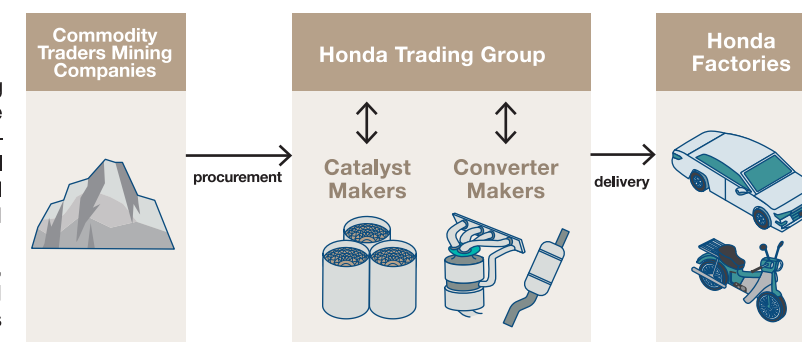 Commodity
Traders Mining
Companies
Honda Trading Group
Honda
Factories
procurement
Catalyst
Makers
Converter
Makers
delivery